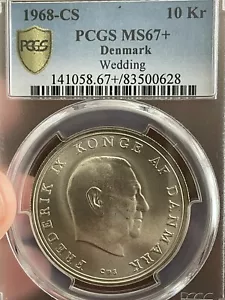 1968-CS 10 Kr
PCGS MS67+
Denmark
Wedding
141058.67+/83500628
PCGS
FREDERIK IX KONGE AF DANMARK